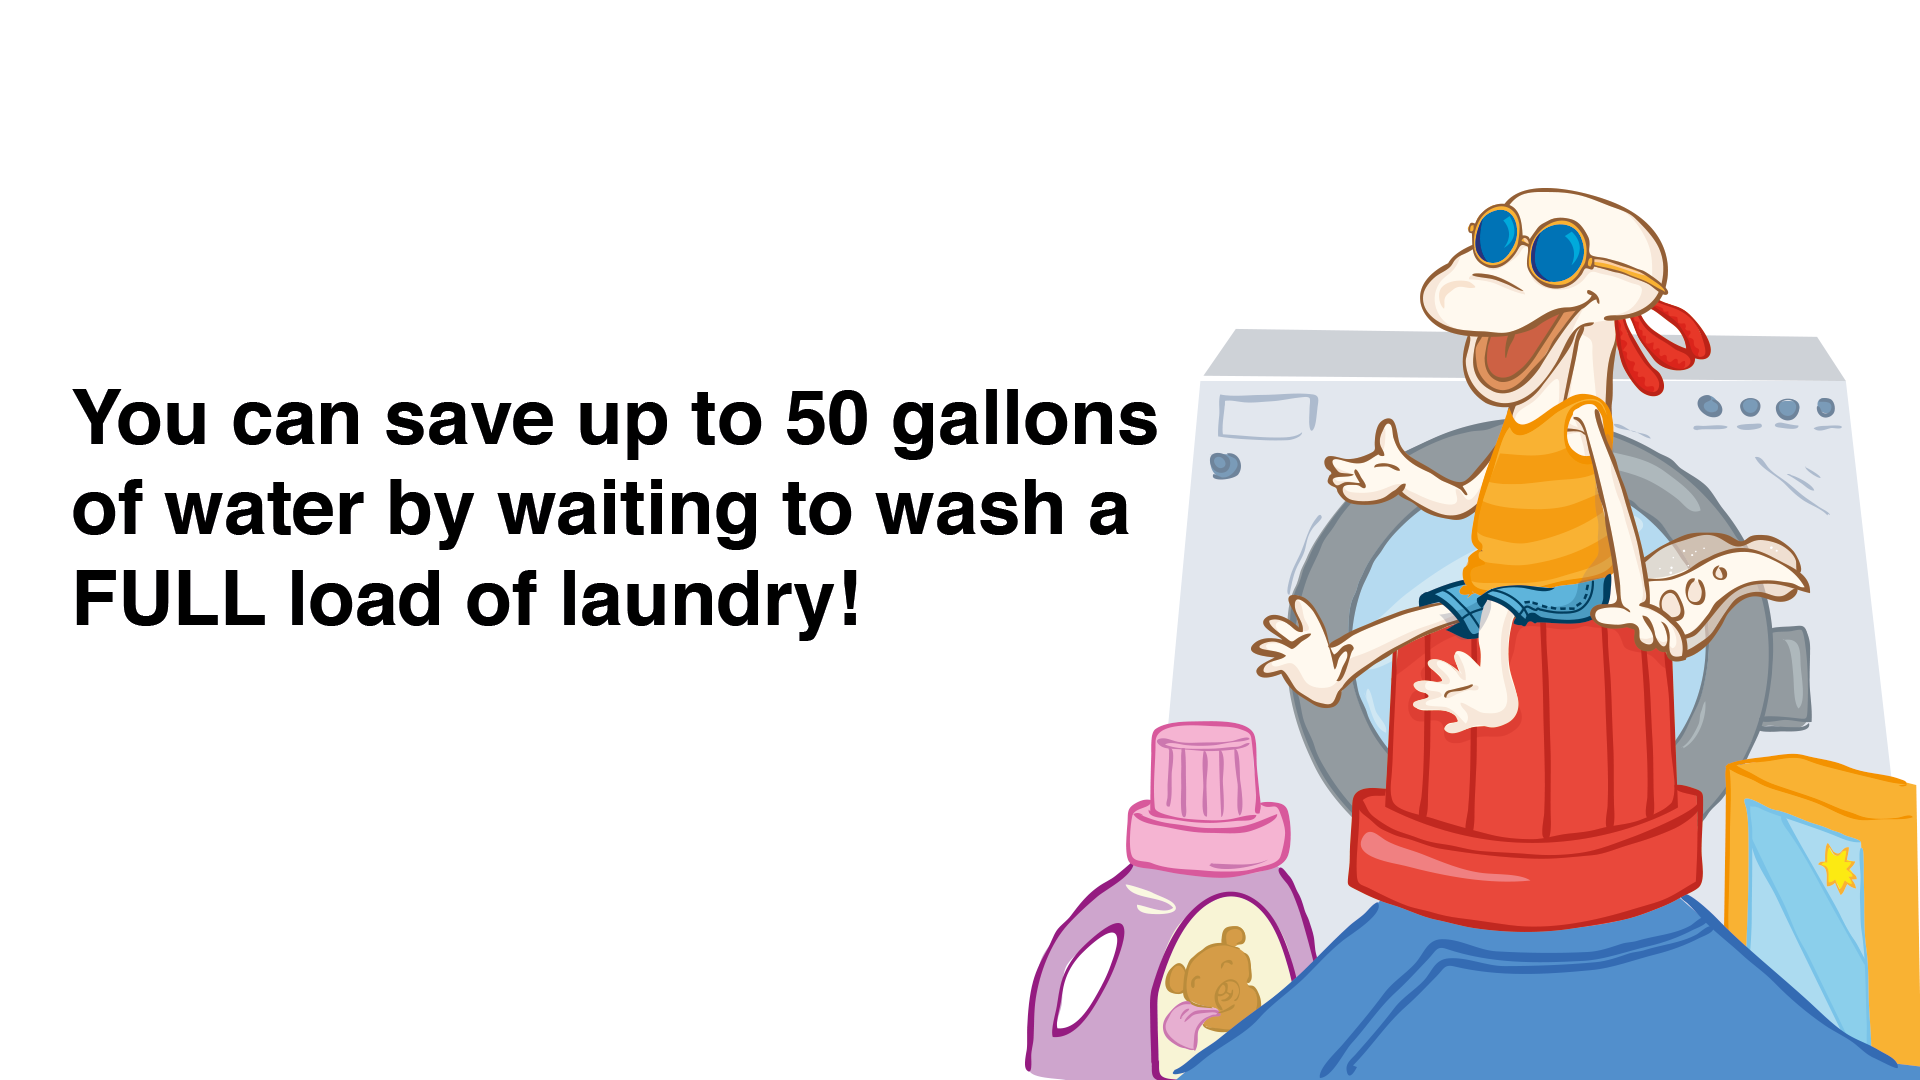 You can save up to 50 gallons
of water by waiting to wash a
FULL load of laundry!